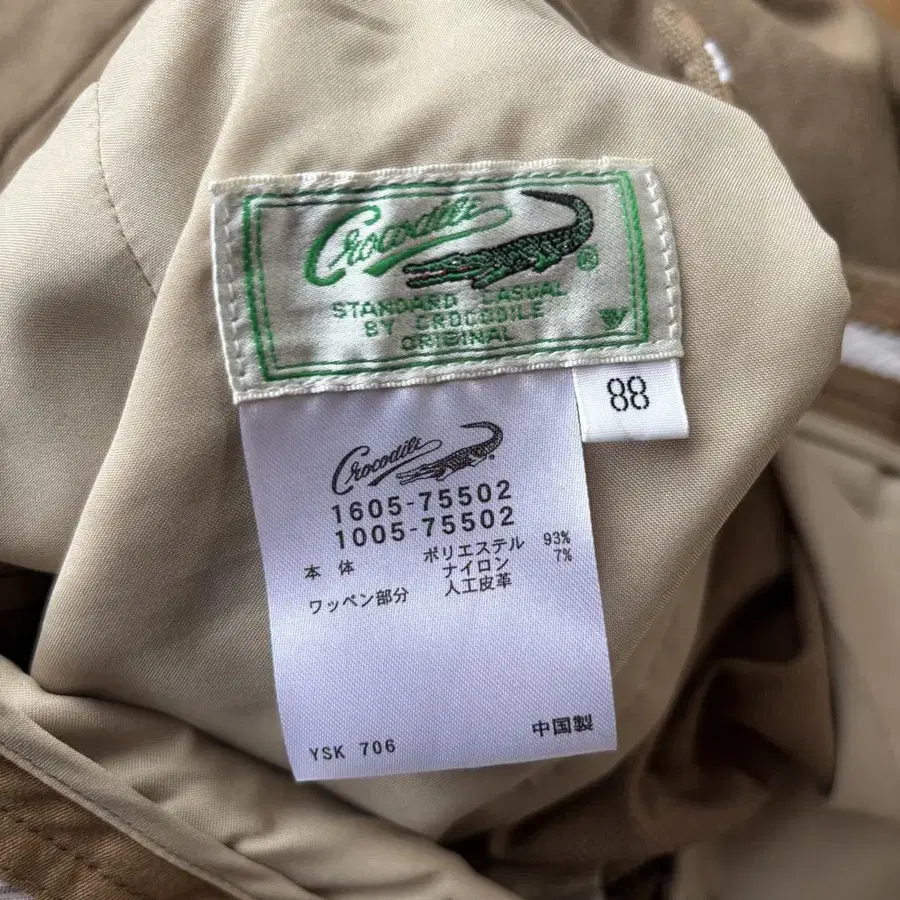 Crocodile
®
STANDARD CASUAL
BY CROCODILE
ORIGINAL
88
Crocodile
1605-75502
1005-75502
本 体 ポリエステル 93%
ナイロン 7%
ワッペン部分 人工皮革
YSK 706 中国製